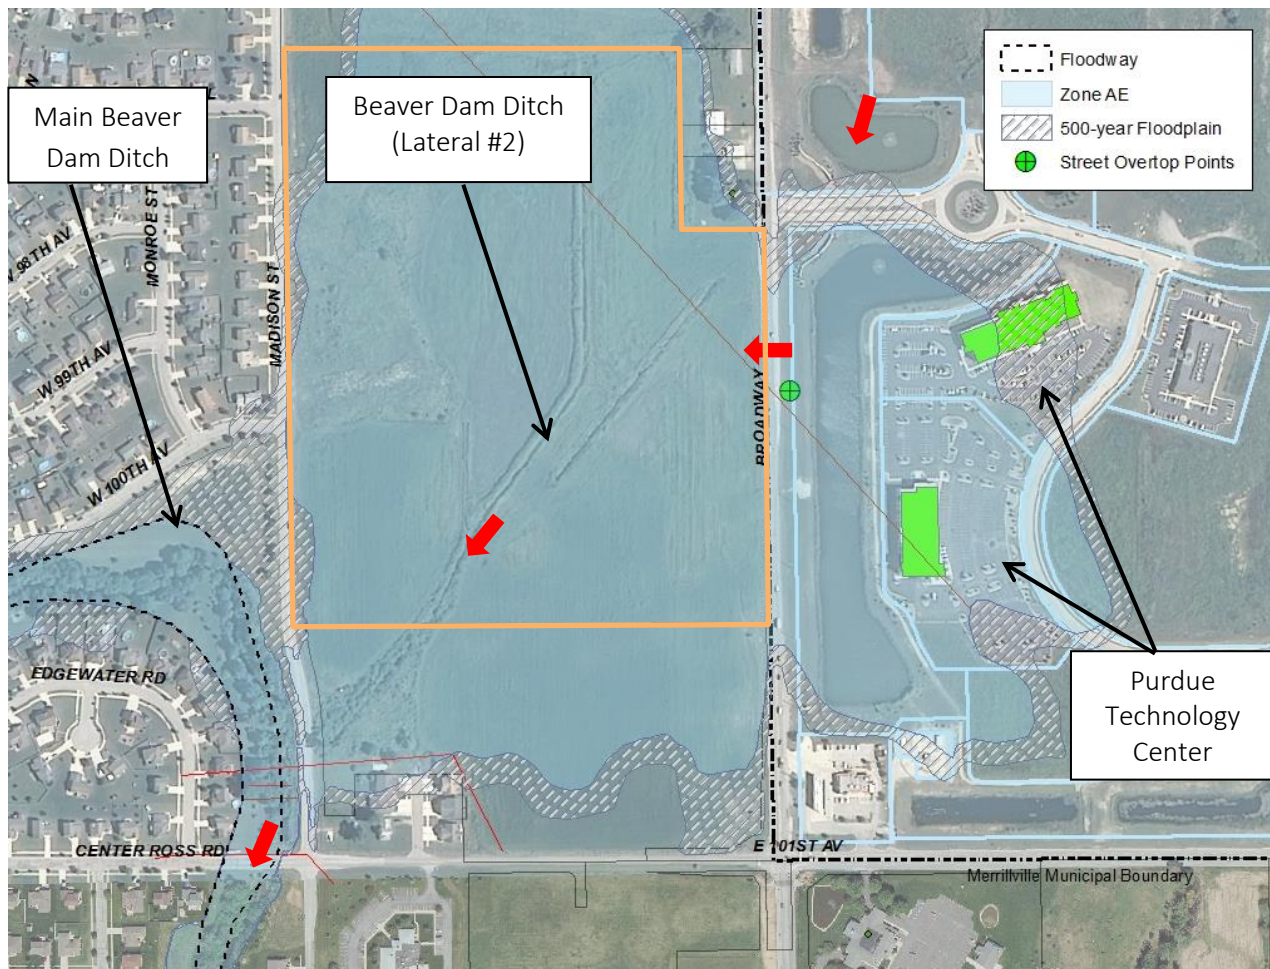 Main Beaver
Dam Ditch
Beaver Dam Ditch
(Lateral #2)
Floodway
Zone AE
500-year Floodplain
Street Overtop Points
N
L
MONROE ST
W 98TH AV
MADISON ST
W 99TH AV
BROADWAY
W 100TH AV
EDGEWATER RD
Purdue
Technology
Center
CENTER ROSS RD
E 101ST AV
Merrillville Municipal Boundary